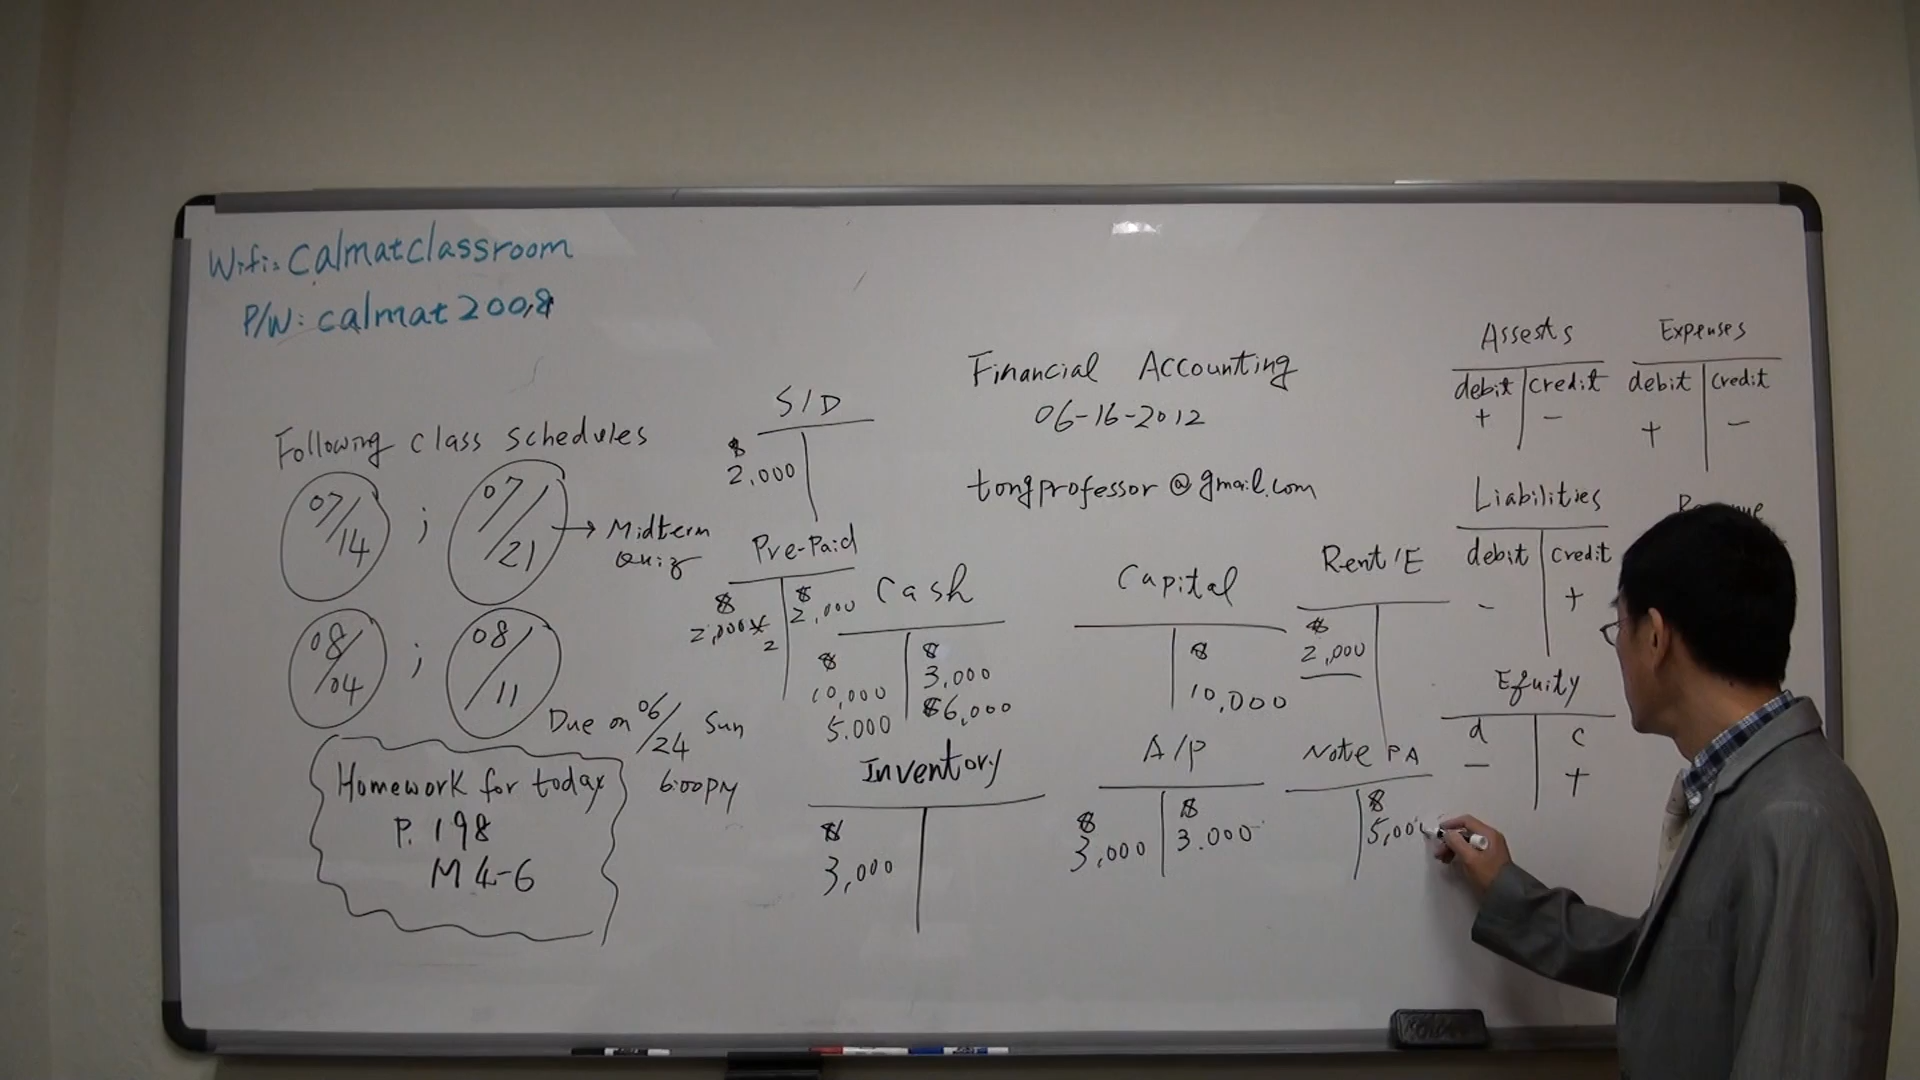 Wifi: Calmatclassroom
P/W: calmat2008
Following class schedules
07/14 ; 07/21 → Midterm Quiz
08/04 ; 08/11
Due on 06/24 Sun
6:00PM
Homework for today
P. 198
M 4-6
S/D
$
2,000
Pre-Paid
$ $
2,000x2 2,000
Cash
$ $
10,000 3,000
5.000 $6,000
Inventory
$
3,000
Financial Accounting
06-16-2012
tongprofessor@gmail.com
Capital
$
10,000
A/P
$ $
3,000 3.000
Rent/E
$
2,000
Note PA
$
5,000
Assests
debit credit
+ -
Expenses
debit credit
+ -
Liabilities
debit credit
- +
Equity
d c
- +